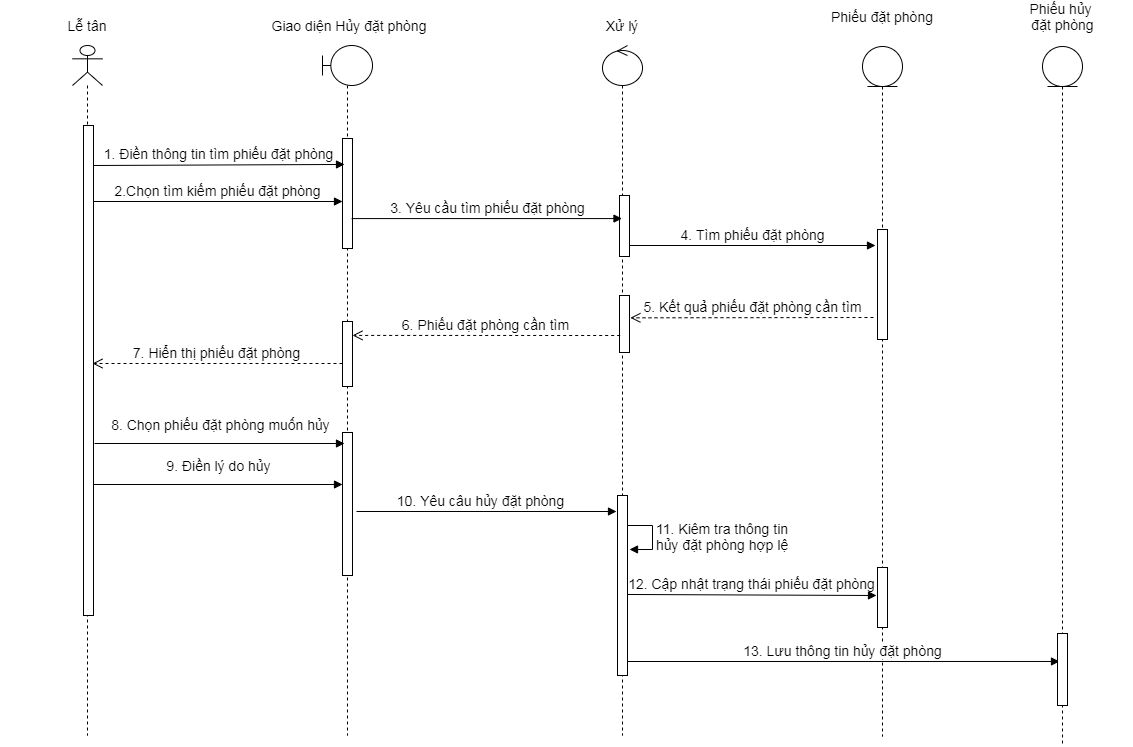 Lễ tân
Giao diện Hủy đặt phòng
Xử lý
Phiếu đặt phòng
Phiếu hủy
đặt phòng
1. Điền thông tin tìm phiếu đặt phòng
2.Chọn tìm kiếm phiếu đặt phòng
3. Yêu cầu tìm phiếu đặt phòng
4. Tìm phiếu đặt phòng
5. Kết quả phiếu đặt phòng cần tìm
6. Phiếu đặt phòng cần tìm
7. Hiển thị phiếu đặt phòng
8. Chọn phiếu đặt phòng muốn hủy
9. Điền lý do hủy
10. Yêu câu hủy đặt phòng
11. Kiêm tra thông tin
hủy đặt phòng hợp lệ
12. Cập nhật trạng thái phiếu đặt phòng
13. Lưu thông tin hủy đặt phòng